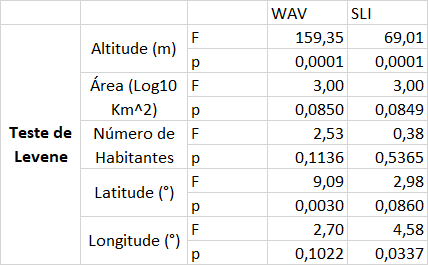 WAV SLI
Teste de Levene
Altitude (m) F 159,35 69,01
p 0,0001 0,0001
Área (Log10 Km^2) F 3,00 3,00
p 0,0850 0,0849
Número de Habitantes F 2,53 0,38
p 0,1136 0,5365
Latitude (°) F 9,09 2,98
p 0,0030 0,0860
Longitude (°) F 2,70 4,58
p 0,1022 0,0337